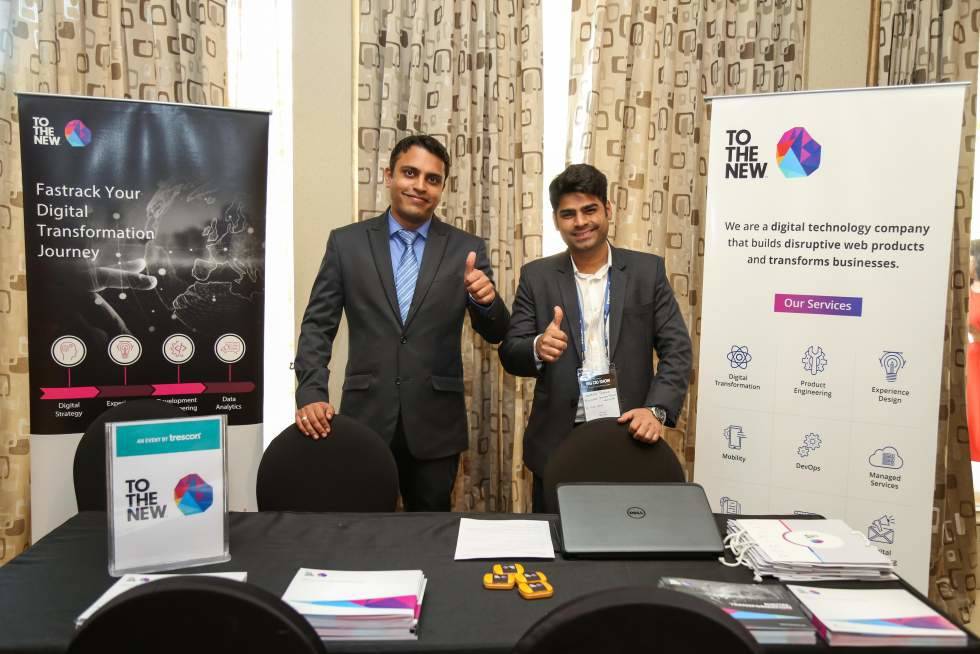 TO
THE
NEW
Fastrack Your
Digital
Transformation
Journey
Digital
Strategy
Data
Analytics
AN EVENT BY trescon
TO
THE
NEW
DELL
TO
THE
NEW
We are a digital technology company
that builds disruptive web products
and transforms businesses.
Our Services
Digital
Transformation
Product
Engineering
Experience
Design
Mobility
DevOps
Managed
Services